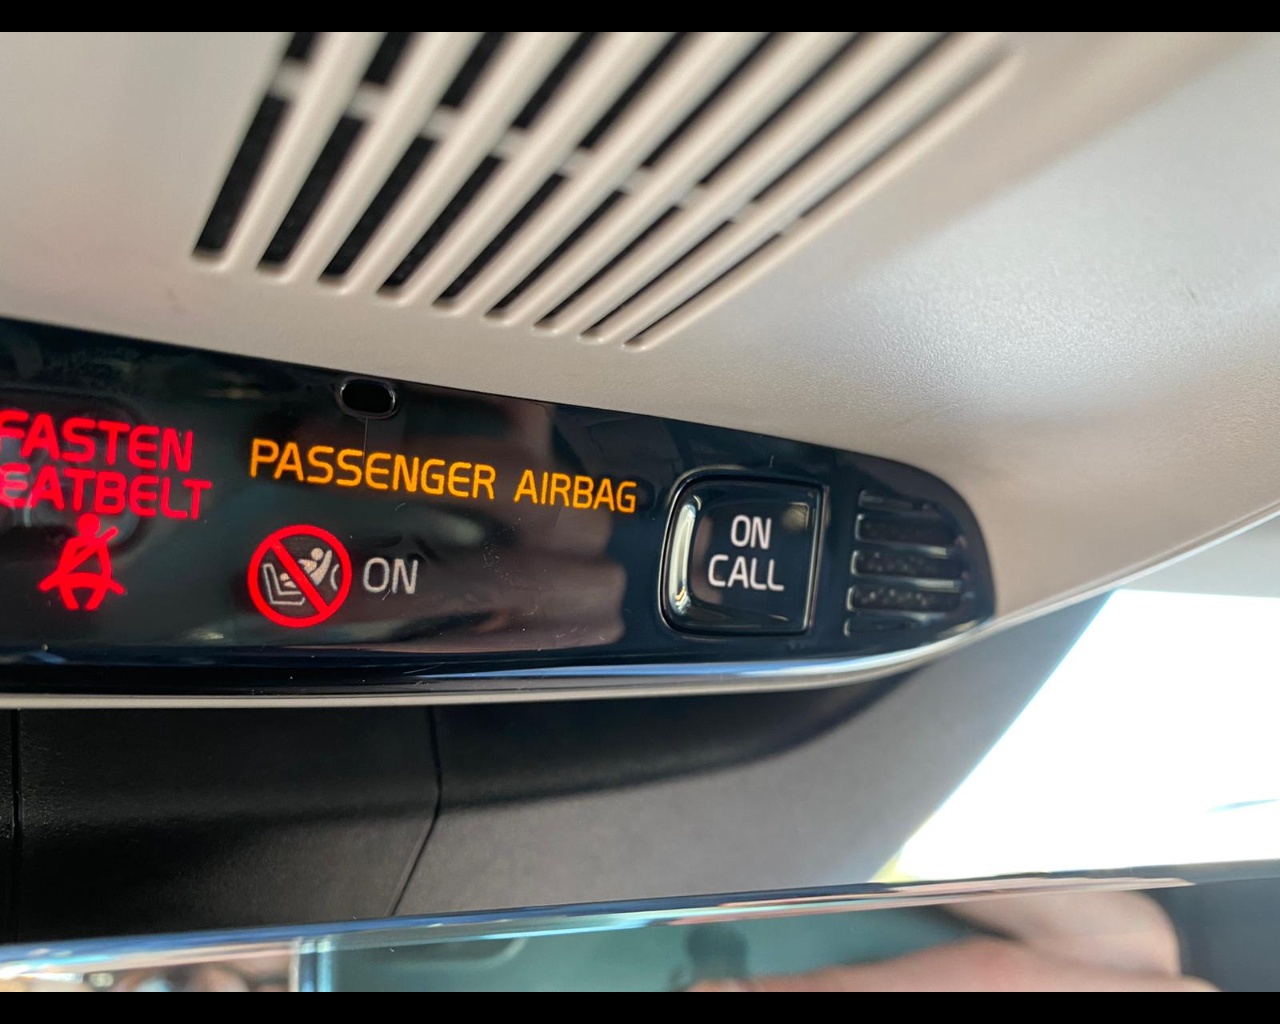 FASTEN
EATBELT
PASSENGER AIRBAG
ON
ON
CALL